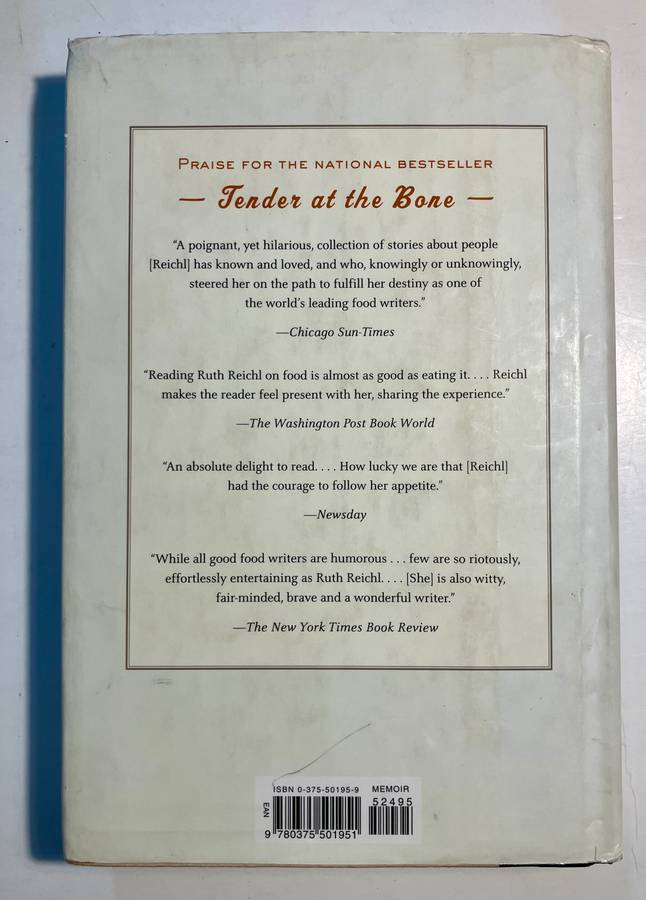 PRAISE FOR THE NATIONAL BESTSELLER
— Tender at the Bone —
“A poignant, yet hilarious, collection of stories about people
[Reichl] has known and loved, and who, knowingly or unknowingly,
steered her on the path to fulfill her destiny as one of
the world’s leading food writers.”
—Chicago Sun-Times
“Reading Ruth Reichl on food is almost as good as eating it. . . . Reichl
makes the reader feel present with her, sharing the experience.”
—The Washington Post Book World
“An absolute delight to read. . . . How lucky we are that [Reichl]
had the courage to follow her appetite.”
—Newsday
“While all good food writers are humorous . . . few are so riotously,
effortlessly entertaining as Ruth Reichl. . . . [She] is also witty,
fair-minded, brave and a wonderful writer.”
—The New York Times Book Review
ISBN 0-375-50195-9 MEMOIR
52495
EAN
9 780375 501951